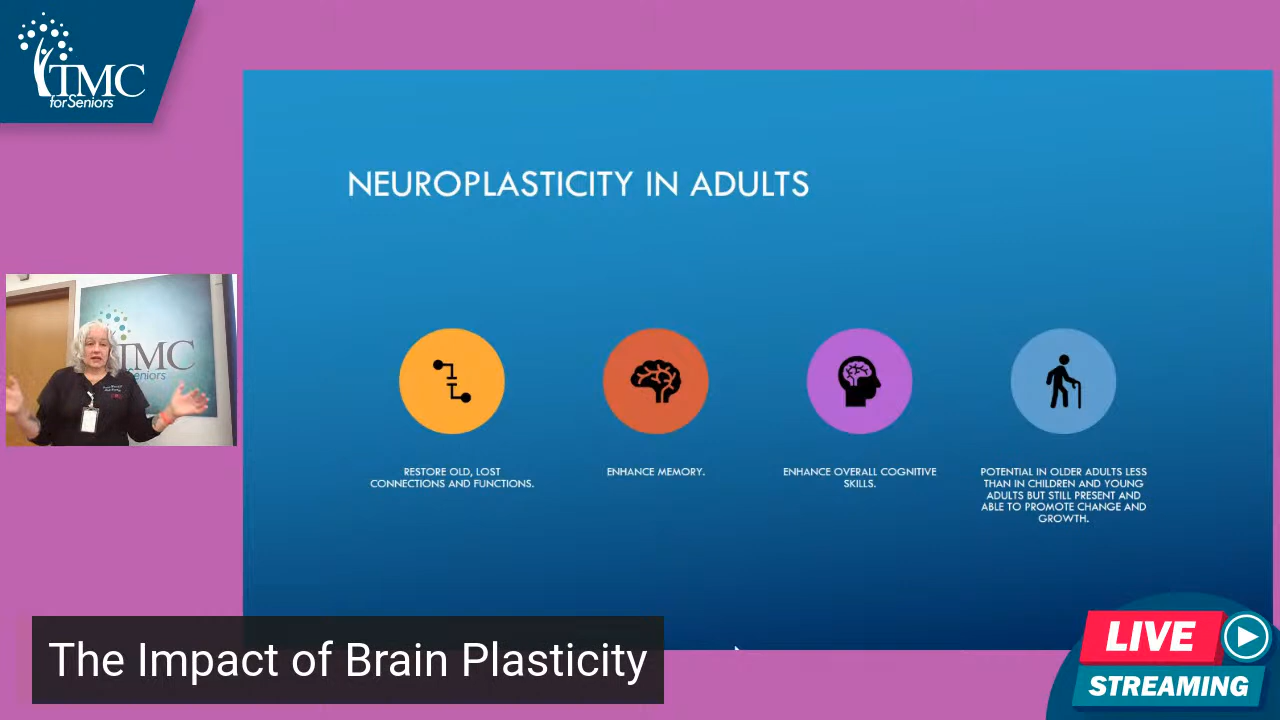 TMC
for Seniors
NEUROPLASTICITY IN ADULTS
RESTORE OLD, LOST
CONNECTIONS AND FUNCTIONS.
ENHANCE MEMORY.
ENHANCE OVERALL COGNITIVE
SKILLS.
POTENTIAL IN OLDER ADULTS LESS
THAN IN CHILDREN AND YOUNG
ADULTS BUT STILL PRESENT AND
ABLE TO PROMOTE CHANGE AND
GROWTH.
TMC
The Impact of Brain Plasticity
LIVE
STREAMING